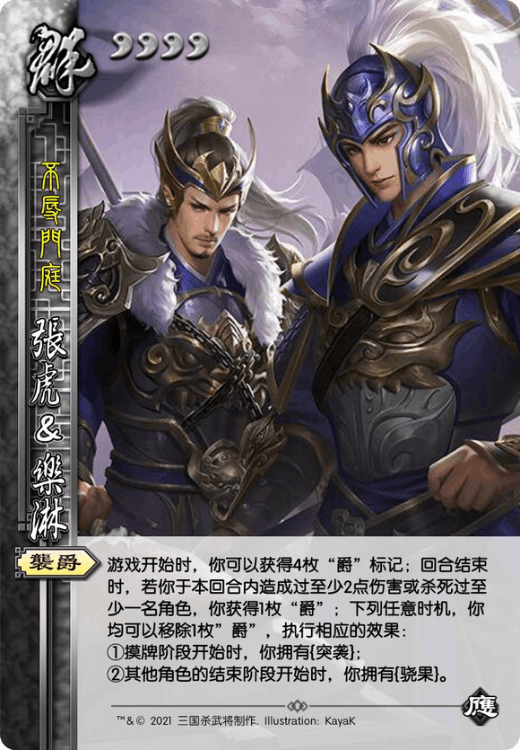 群
不辱門庭
張虎&樂淋
襲爵
游戏开始时，你可以获得4枚“爵”标记；回合结束
时，若你于本回合内造成过至少2点伤害或杀死过至
少一名角色，你获得1枚“爵”；下列任意时机，你
均可以移除1枚“爵”，执行相应的效果：
①摸牌阶段开始时，你拥有{突袭}；
②其他角色的结束阶段开始时，你拥有{骁果}。
™&© 2021 三国杀武将制作. Illustration: KayaK
應